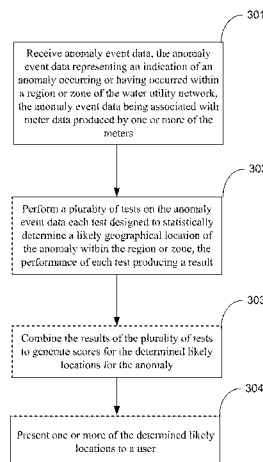 301
Receive anomaly event data, the anomaly
event data representing an indication of an
anomaly occurring or having occurred within
a region or zone of the water utility network,
the anomaly event data being associated with
meter data produced by one or more of the
meters
302
Perform a plurality of tests on the anomaly
event data each test designed to statistically
determine a likely geographical location of
the anomaly within the region or zone, the
performance of each test producing a result
303
Combine the results of the plurality of tests
to generate scores for the determined likely
locations for the anomaly
304
Present one or more of the determined likely
locations to a user